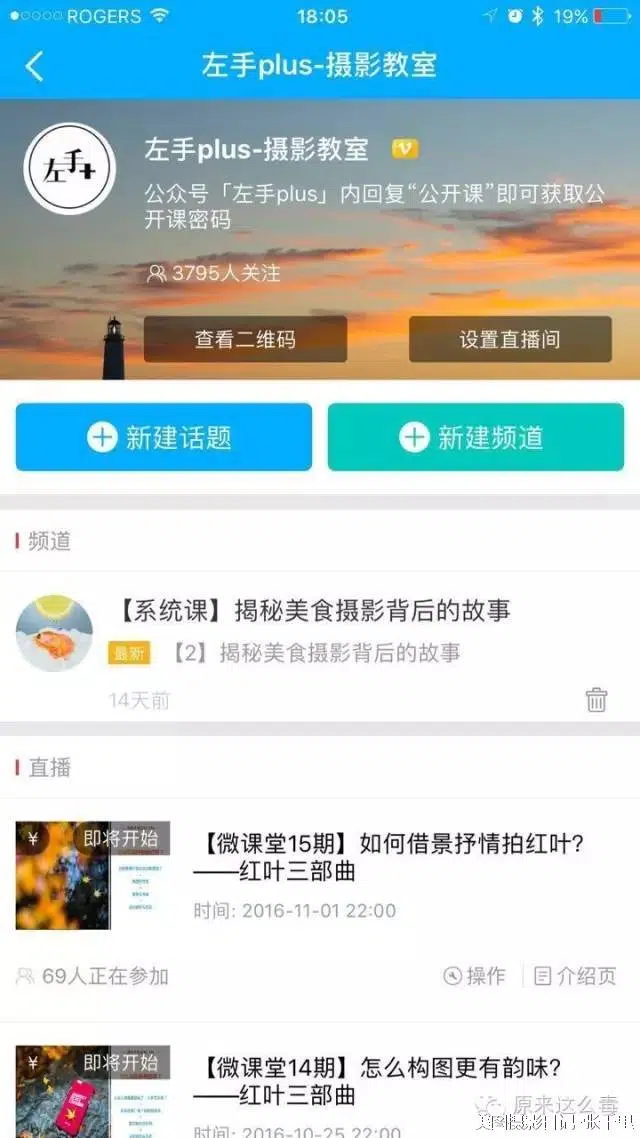 ROGERS 18:05 19%
左手plus-摄影教室
左手+
左手plus-摄影教室
公众号「左手plus」内回复“公开课”即可获取公
开课密码
3795人关注
查看二维码 设置直播间
新建话题 新建频道
频道
【系统课】揭秘美食摄影背后的故事
最新 【2】揭秘美食摄影背后的故事
14天前
直播
¥ 即将开始
【微课堂15期】如何借景抒情拍红叶?
——红叶三部曲
时间: 2016-11-01 22:00
69人正在参加 操作 介绍页
¥ 即将开始
【微课堂14期】怎么构图更有韵味?
——红叶三部曲
时间: 2016-10-25 22:00
原来这么毒